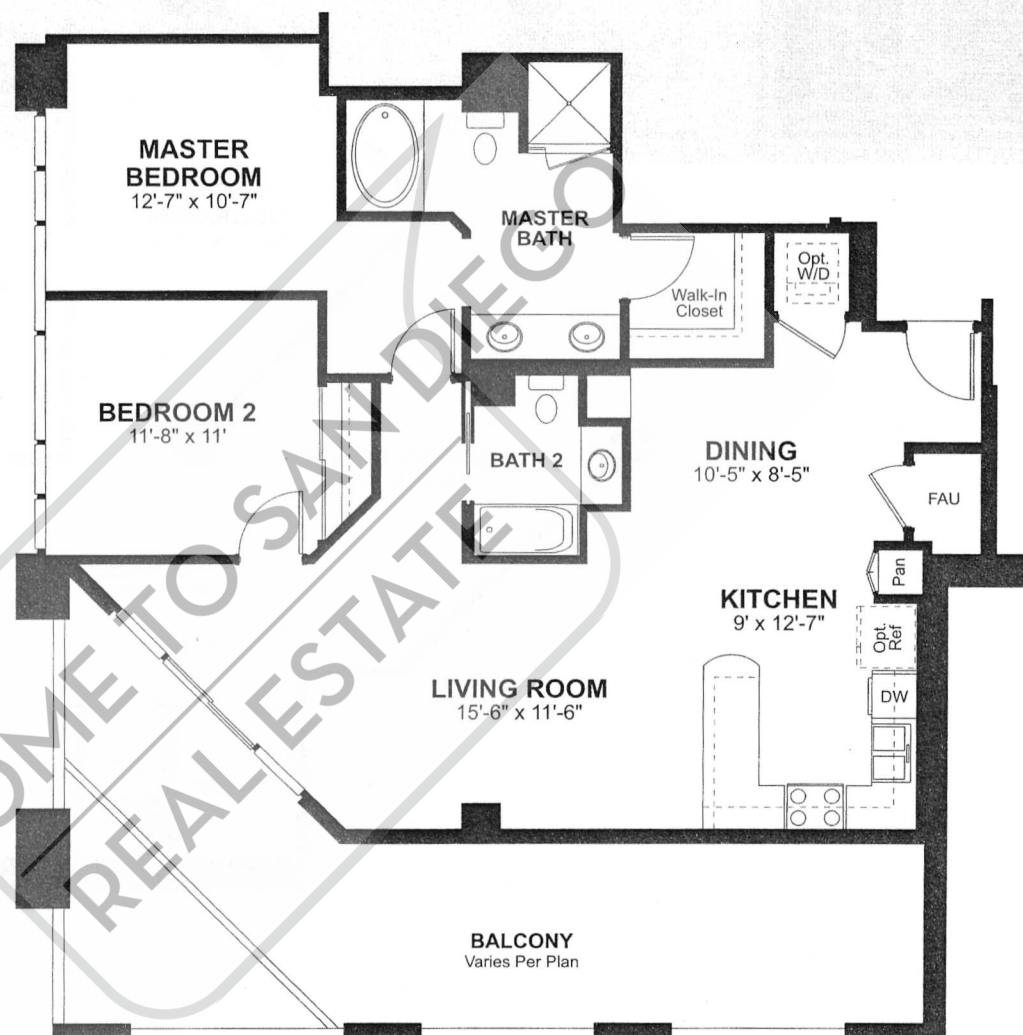 MASTER
BEDROOM
12'-7" x 10'-7"
MASTER
BATH
Opt.
W/D
Walk-In
Closet
BEDROOM 2
11'-8" x 11'
BATH 2
DINING
10'-5" x 8'-5"
FAU
Pan
KITCHEN
9' x 12'-7"
Opt.
Ref
DW
LIVING ROOM
15'-6" x 11'-6"
BALCONY
Varies Per Plan
OME TO SAN DIEGO
REAL ESTATE